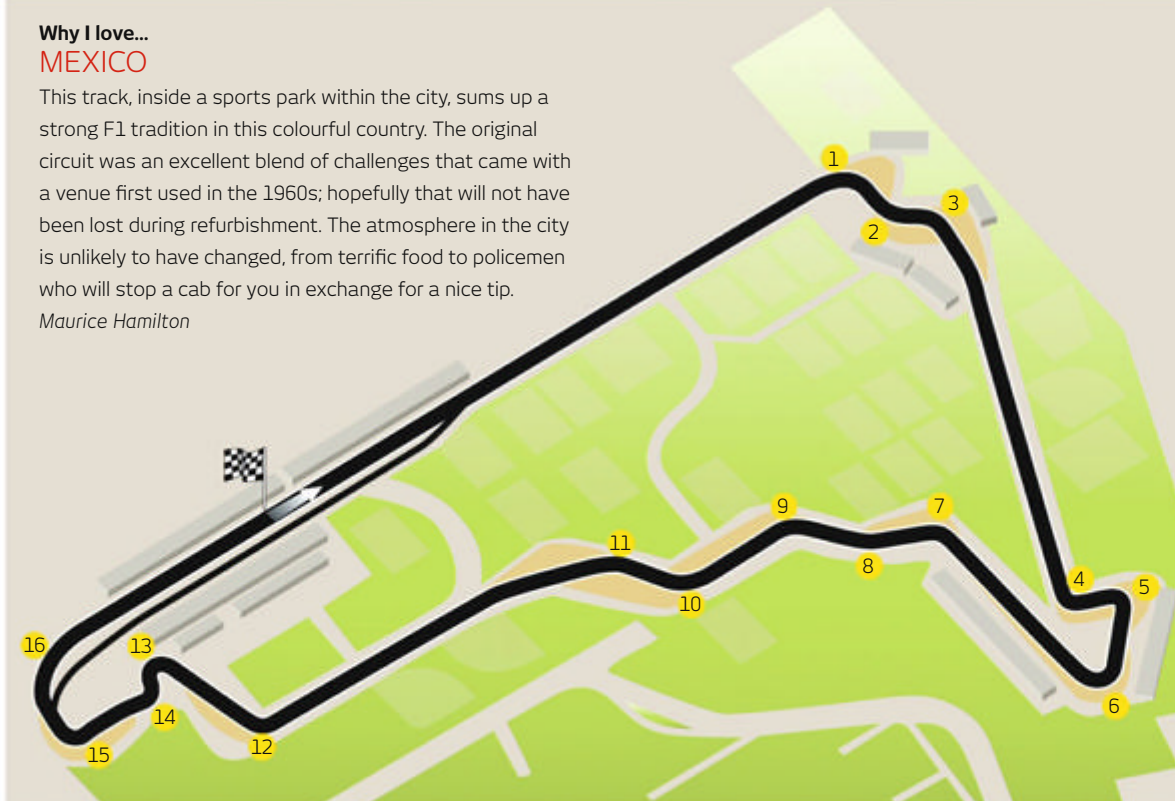 Why I love...
MEXICO
This track, inside a sports park within the city, sums up a
strong F1 tradition in this colourful country. The original
circuit was an excellent blend of challenges that came with
a venue first used in the 1960s; hopefully that will not have
been lost during refurbishment. The atmosphere in the city
is unlikely to have changed, from terrific food to policemen
who will stop a cab for you in exchange for a nice tip.
Maurice Hamilton
1
2
3
4
5
6
7
8
9
10
11
12
13
14
15
16